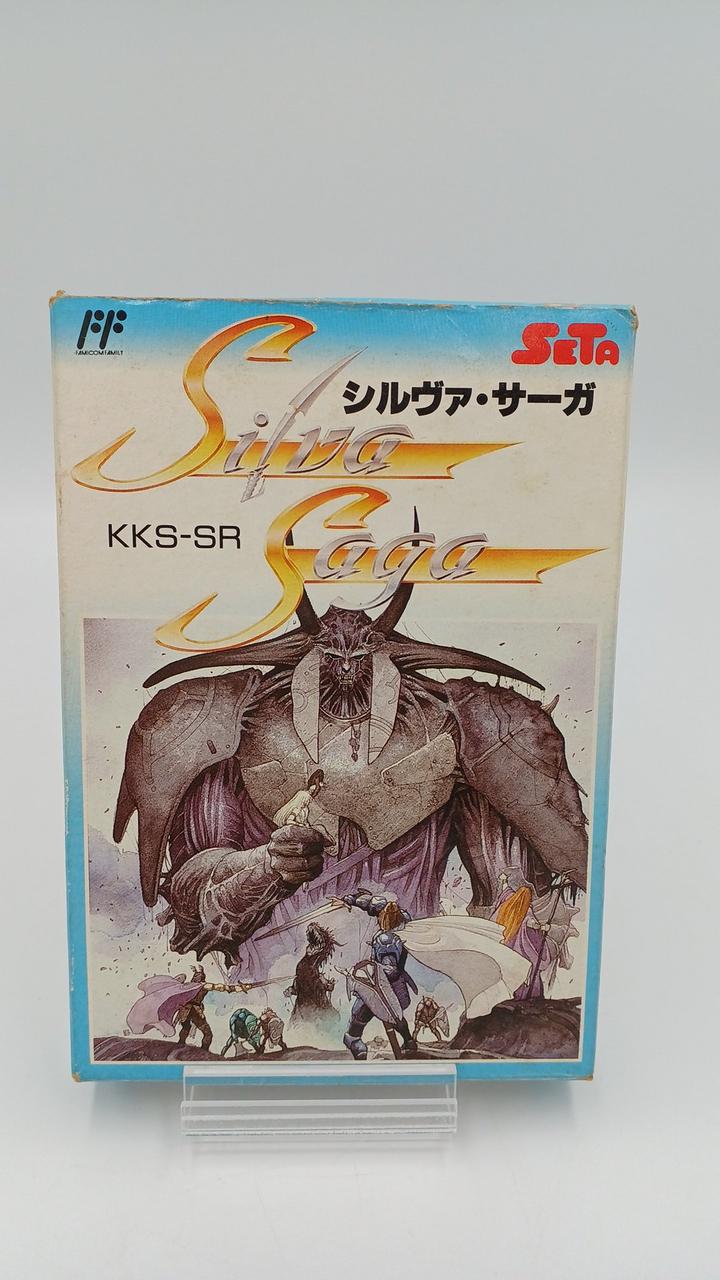 FF
FAMICOM FAMILY
SETA
Silva
シルヴァ・サーガ
KKS-SR
Saga